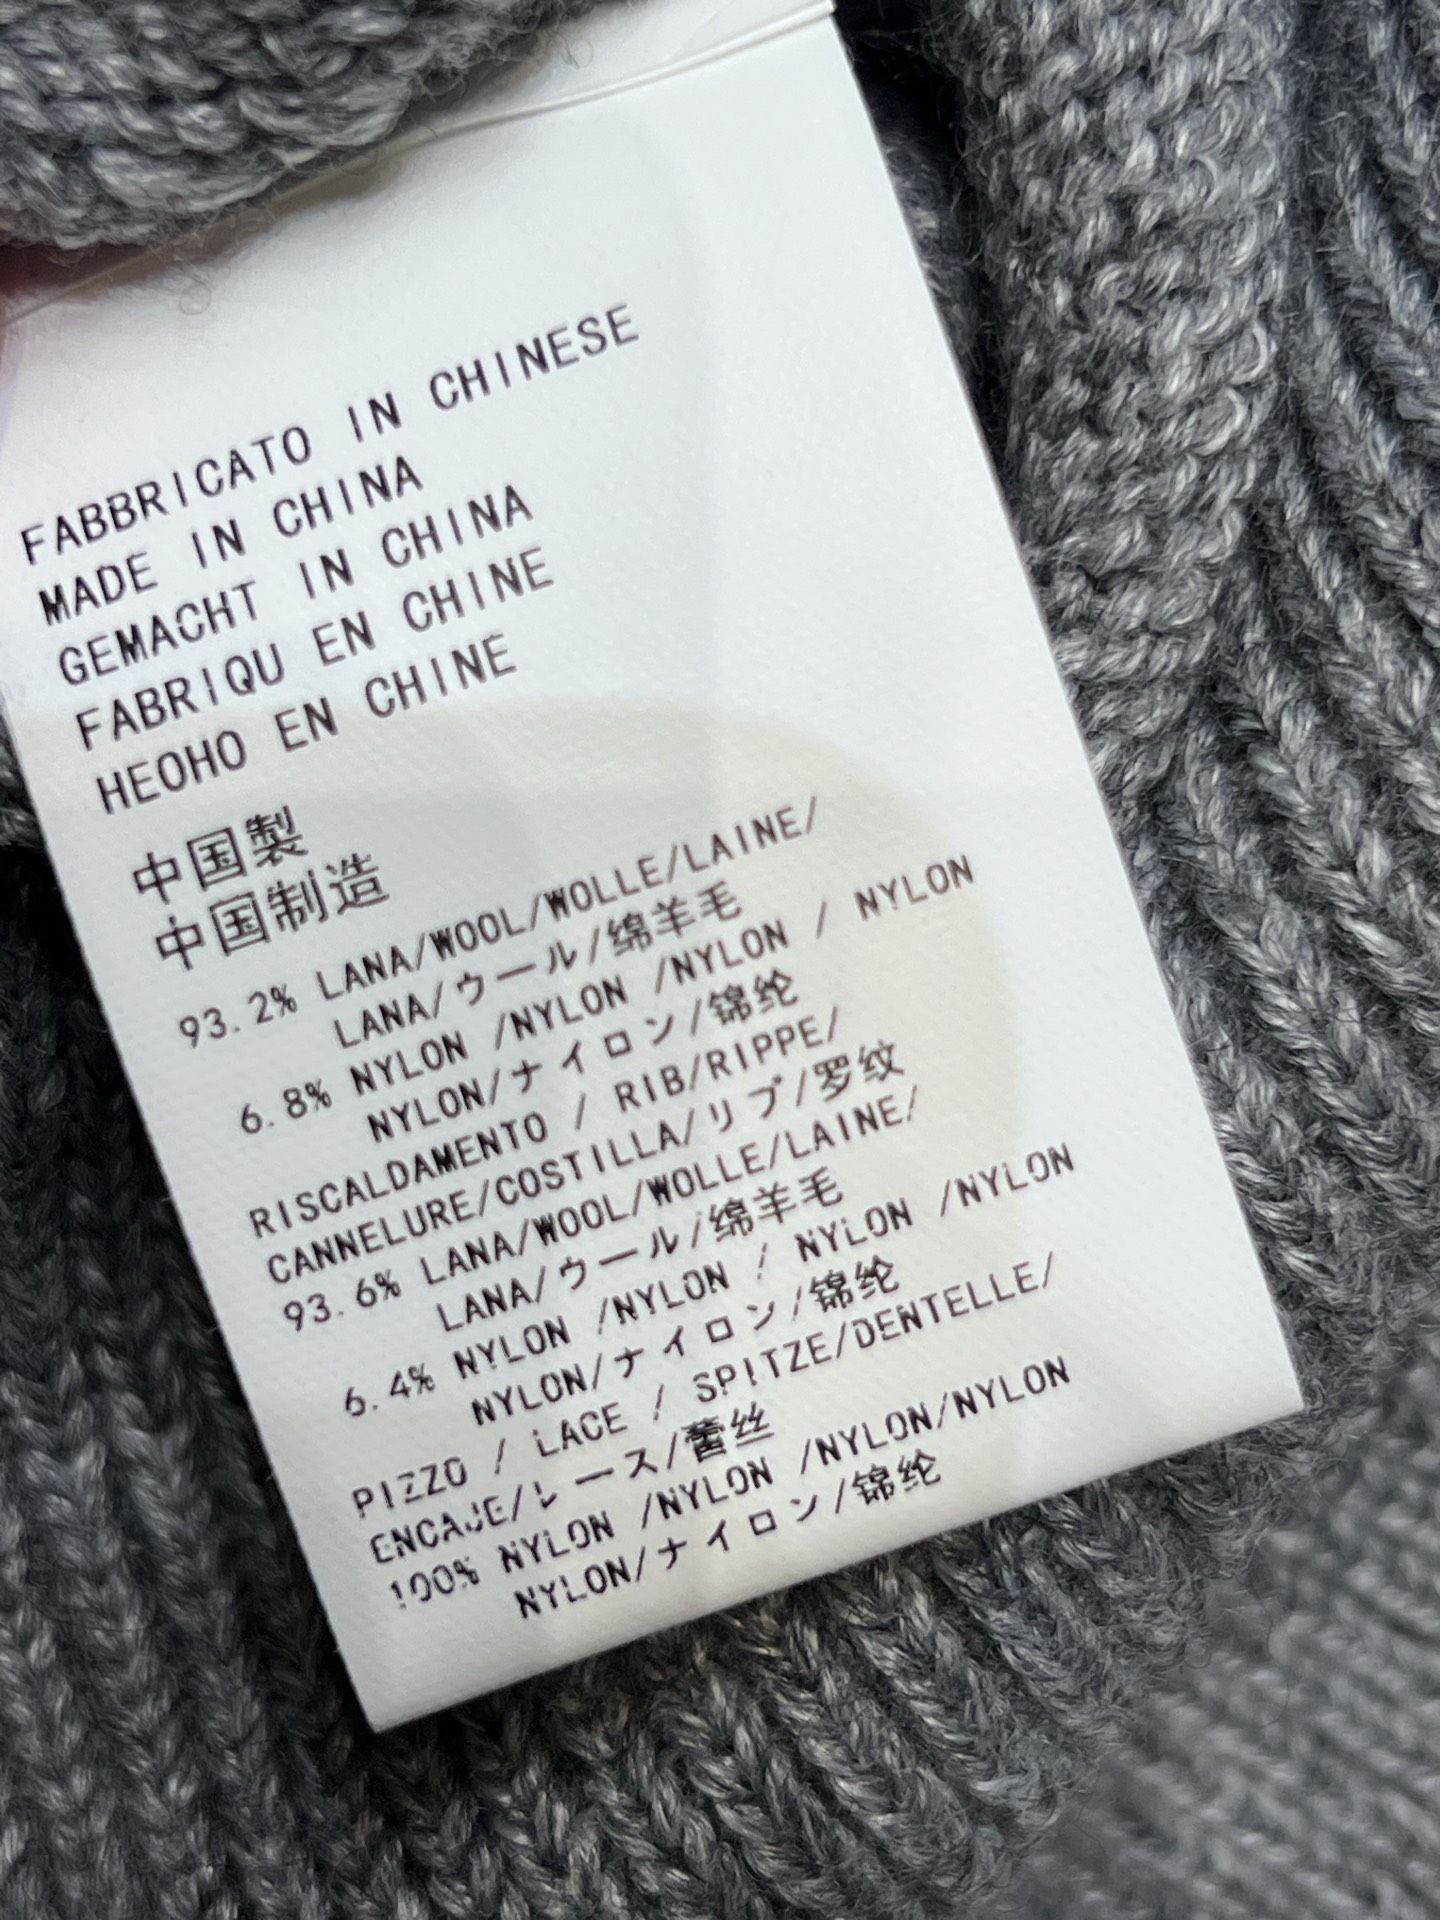 FABBRICATO IN CHINESE
MADE IN CHINA
GEMACHT IN CHINA
FABRIQU EN CHINE
HEOHO EN CHINE
中国製
中国制造
93.2% LANA/WOOL/WOLLE/LAINE/
LANA/ウール/绵羊毛
6.8% NYLON /NYLON /NYLON / NYLON
NYLON/ナイロン/锦纶
RISCALDAMENTO / RIB/RIPPE/
CANNELURE/COSTILLA/リブ/罗纹
93.6% LANA/WOOL/WOLLE/LAINE/
LANA/ウール/绵羊毛
6.4% NYLON /NYLON / NYLON /NYLON
NYLON/ナイロン/锦纶
PIZZO / LACE / SPITZE/DENTELLE/
ENCAJE/レース/蕾丝
100% NYLON /NYLON /NYLON/NYLON
NYLON/ナイロン/锦纶